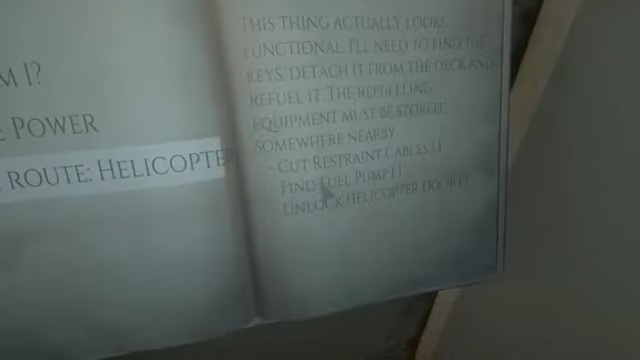 M I?
POWER
ROUTE: HELICOPTER
THIS THING ACTUALLY LOOKS
FUNCTIONAL. I'LL NEED TO FIND THE
KEYS, DETACH IT FROM THE DECK AND
REFUEL IT. THE REFUELLING
EQUIPMENT MUST BE STORED
SOMEWHERE NEARBY
- CUT RESTRAINT CABLES [ ]
FIND FUEL PUMP [ ]
- UNLOCK HELICOPTER DOOR [ ]